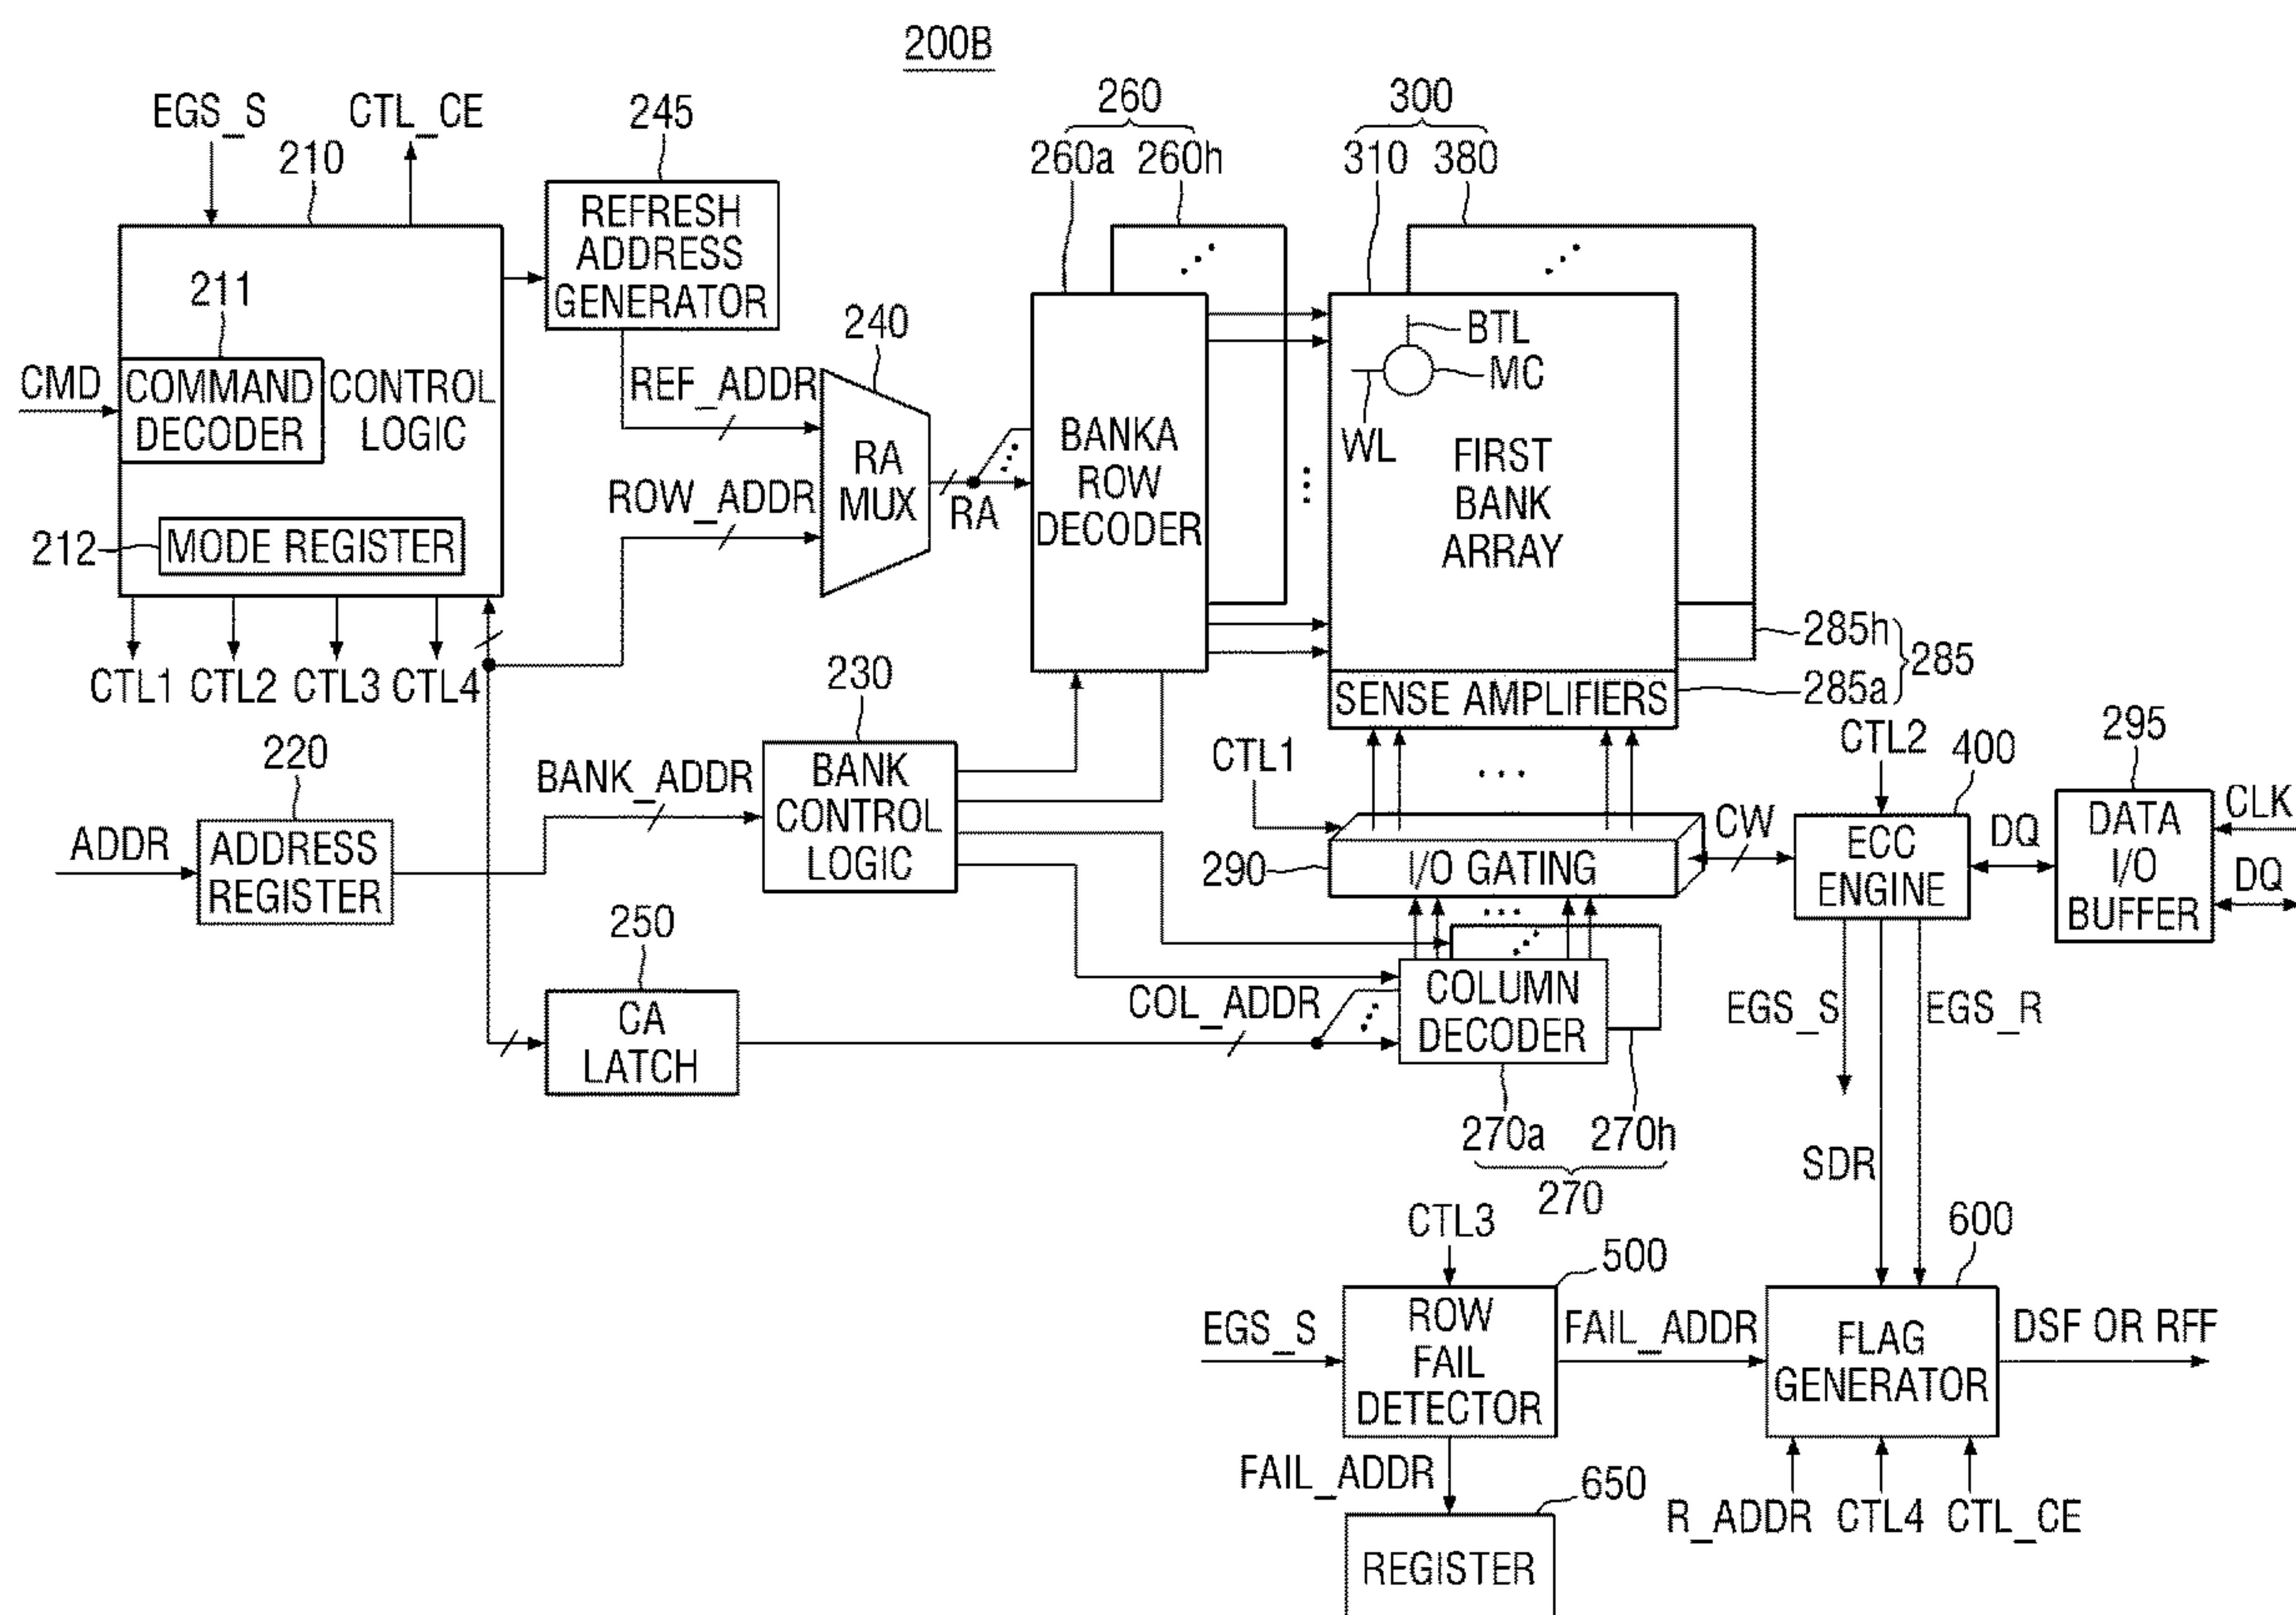 200B
EGS_S
CTL_CE
210
245
260
260a 260h
300
310 380
REFRESH
ADDRESS
GENERATOR
211
CMD
COMMAND
DECODER
CONTROL
LOGIC
212
MODE REGISTER
REF_ADDR
240
ROW_ADDR
RA
MUX
RA
BANKA
ROW
DECODER
BTL
MC
WL
FIRST
BANK
ARRAY
285h
285a
285
SENSE AMPLIFIERS
CTL1 CTL2 CTL3 CTL4
220
ADDR
ADDRESS
REGISTER
BANK_ADDR
230
BANK
CONTROL
LOGIC
CTL1
290
I/O GATING
CW
CTL2
400
ECC
ENGINE
DQ
295
DATA
I/O
BUFFER
CLK
DQ
250
CA
LATCH
COL_ADDR
COLUMN
DECODER
270a 270h
270
EGS_S
EGS_R
SDR
CTL3
500
EGS_S
ROW
FAIL
DETECTOR
FAIL_ADDR
600
FLAG
GENERATOR
DSF OR RFF
FAIL_ADDR
650
REGISTER
R_ADDR CTL4 CTL_CE